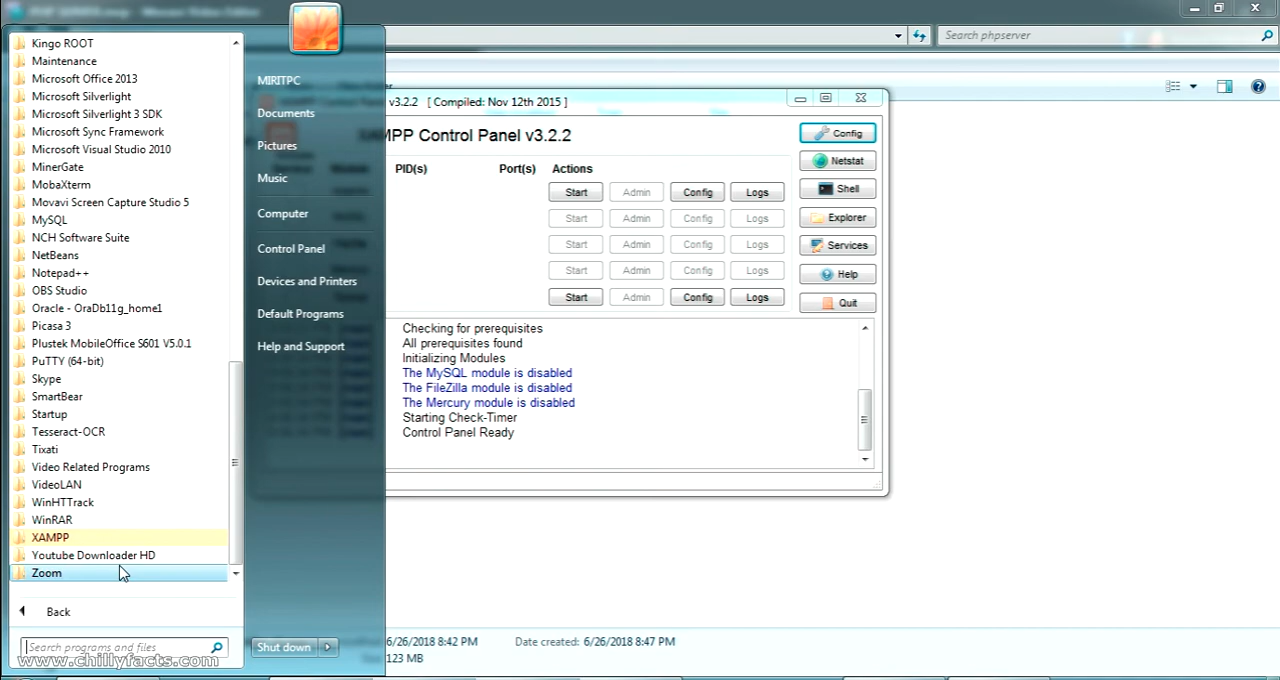 Search phpserver
Kingo ROOT
Maintenance
Microsoft Office 2013
Microsoft Silverlight
Microsoft Silverlight 3 SDK
Microsoft Sync Framework
Microsoft Visual Studio 2010
MinerGate
MobaXterm
Movavi Screen Capture Studio 5
MySQL
NCH Software Suite
NetBeans
Notepad++
OBS Studio
Oracle - OraDb11g_home1
Picasa 3
Plustek MobileOffice S601 V5.0.1
PuTTY (64-bit)
Skype
SmartBear
Startup
Tesseract-OCR
Tixati
Video Related Programs
VideoLAN
WinHTTrack
WinRAR
XAMPP
Youtube Downloader HD
Zoom
Back
Search programs and files
www.chillyfacts.com
MIRITPC
Documents
Pictures
Music
Computer
Control Panel
Devices and Printers
Default Programs
Help and Support
Shut down
v3.2.2 [ Compiled: Nov 12th 2015 ]
XAMPP Control Panel v3.2.2
PID(s) Port(s) Actions
Start Admin Config Logs
Start Admin Config Logs
Start Admin Config Logs
Start Admin Config Logs
Start Admin Config Logs
Config
Netstat
Shell
Explorer
Services
Help
Quit
Checking for prerequisites
All prerequisites found
Initializing Modules
The MySQL module is disabled
The FileZilla module is disabled
The Mercury module is disabled
Starting Check-Timer
Control Panel Ready
6/26/2018 8:42 PM Date created: 6/26/2018 8:47 PM
123 MB